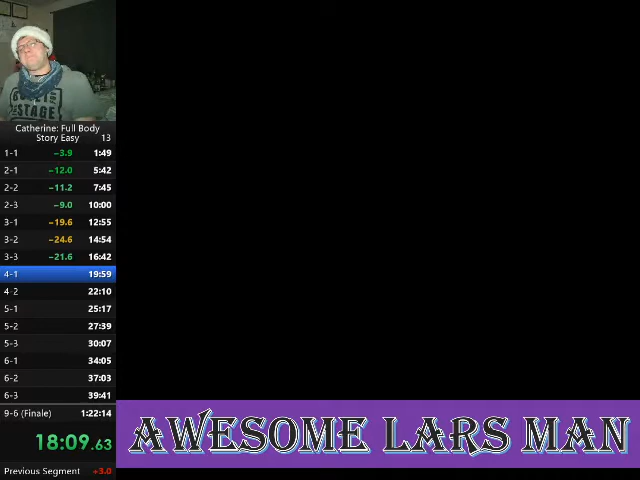 Catherine: Full Body
Story Easy 13
1-1 −3.9 1:49
2-1 −12.0 5:42
2-2 −11.2 7:45
2-3 −9.0 10:00
3-1 −19.6 12:55
3-2 −24.6 14:54
3-3 −21.6 16:42
4-1 19:59
4-2 22:10
5-1 25:17
5-2 27:39
5-3 30:07
6-1 34:05
6-2 37:03
6-3 39:41
9-6 (Finale) 1:22:14
18:09.63
Previous Segment +3.0
AWESOME LARS MAN